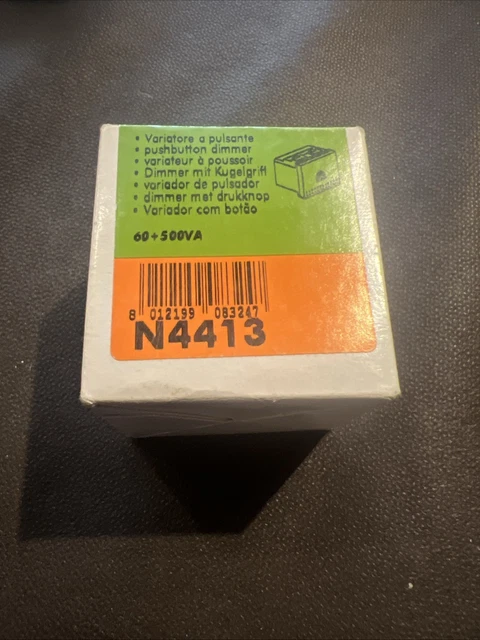 • Variatore a pulsante
• pushbutton dimmer
• variateur à poussoir
• Dimmer mit Kugelgriff
• variador de pulsador
• dimmer met drukknop
• Variador com botão
60÷500VA
8 012199 083247
N4413